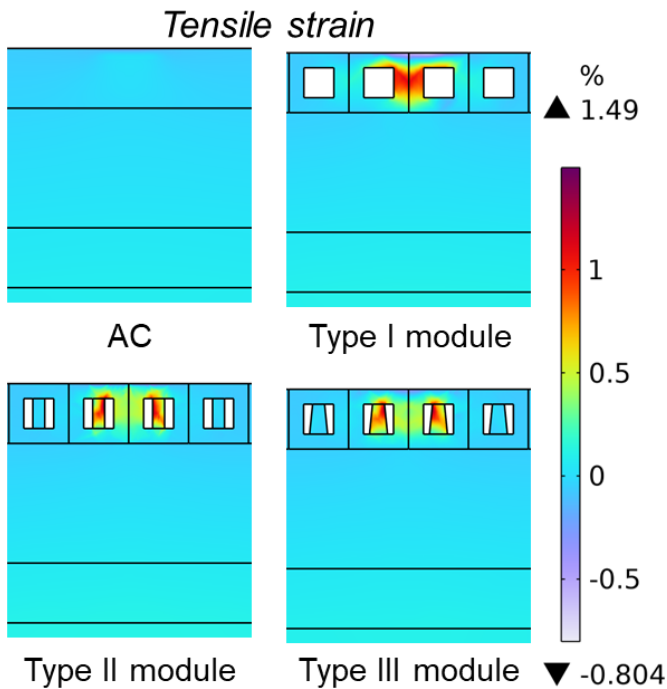 Tensile strain
%
▲ 1.49
1
0.5
0
-0.5
▼ -0.804
AC
Type I module
Type II module
Type III module